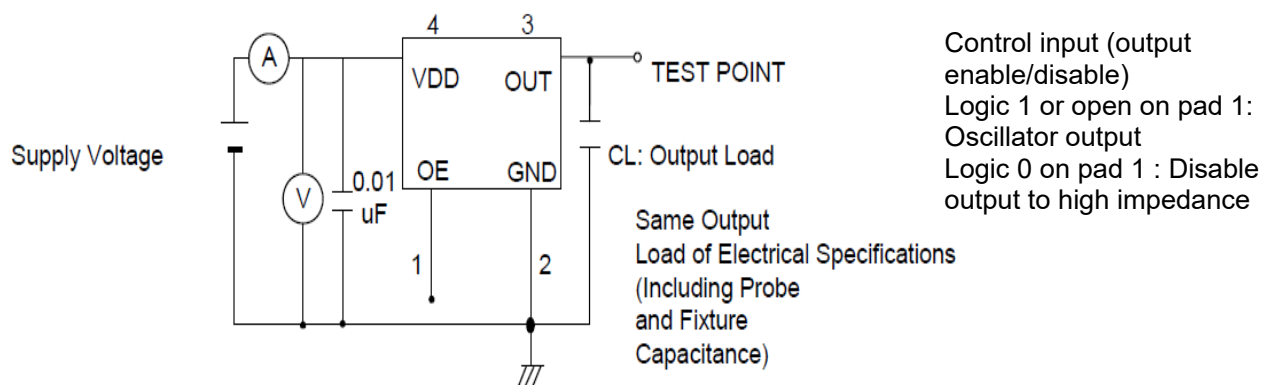 4
3
A
VDD
OUT
TEST POINT
Supply Voltage
V
0.01
uF
OE
GND
CL: Output Load
1
2
Same Output
Load of Electrical Specifications
(Including Probe
and Fixture
Capacitance)
Control input (output
enable/disable)
Logic 1 or open on pad 1:
Oscillator output
Logic 0 on pad 1 : Disable
output to high impedance